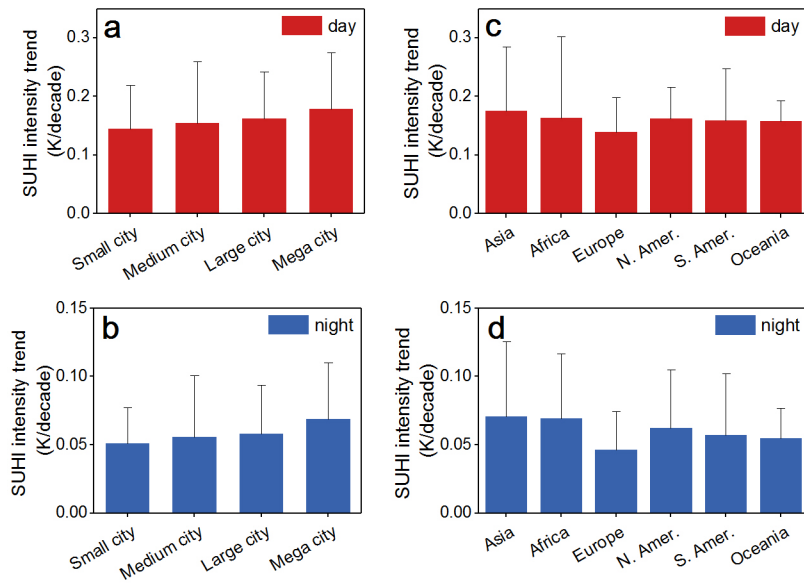 a
day
SUHI intensity trend
(K/decade)
0.3
0.2
0.1
0.0
Small city
Medium city
Large city
Mega city
c
day
SUHI intensity trend
(K/decade)
0.3
0.2
0.1
0.0
Asia
Africa
Europe
N. Amer.
S. Amer.
Oceania
b
night
SUHI intensity trend
(K/decade)
0.15
0.10
0.05
0.00
Small city
Medium city
Large city
Mega city
d
night
SUHI intensity trend
(K/decade)
0.15
0.10
0.05
0.00
Asia
Africa
Europe
N. Amer.
S. Amer.
Oceania